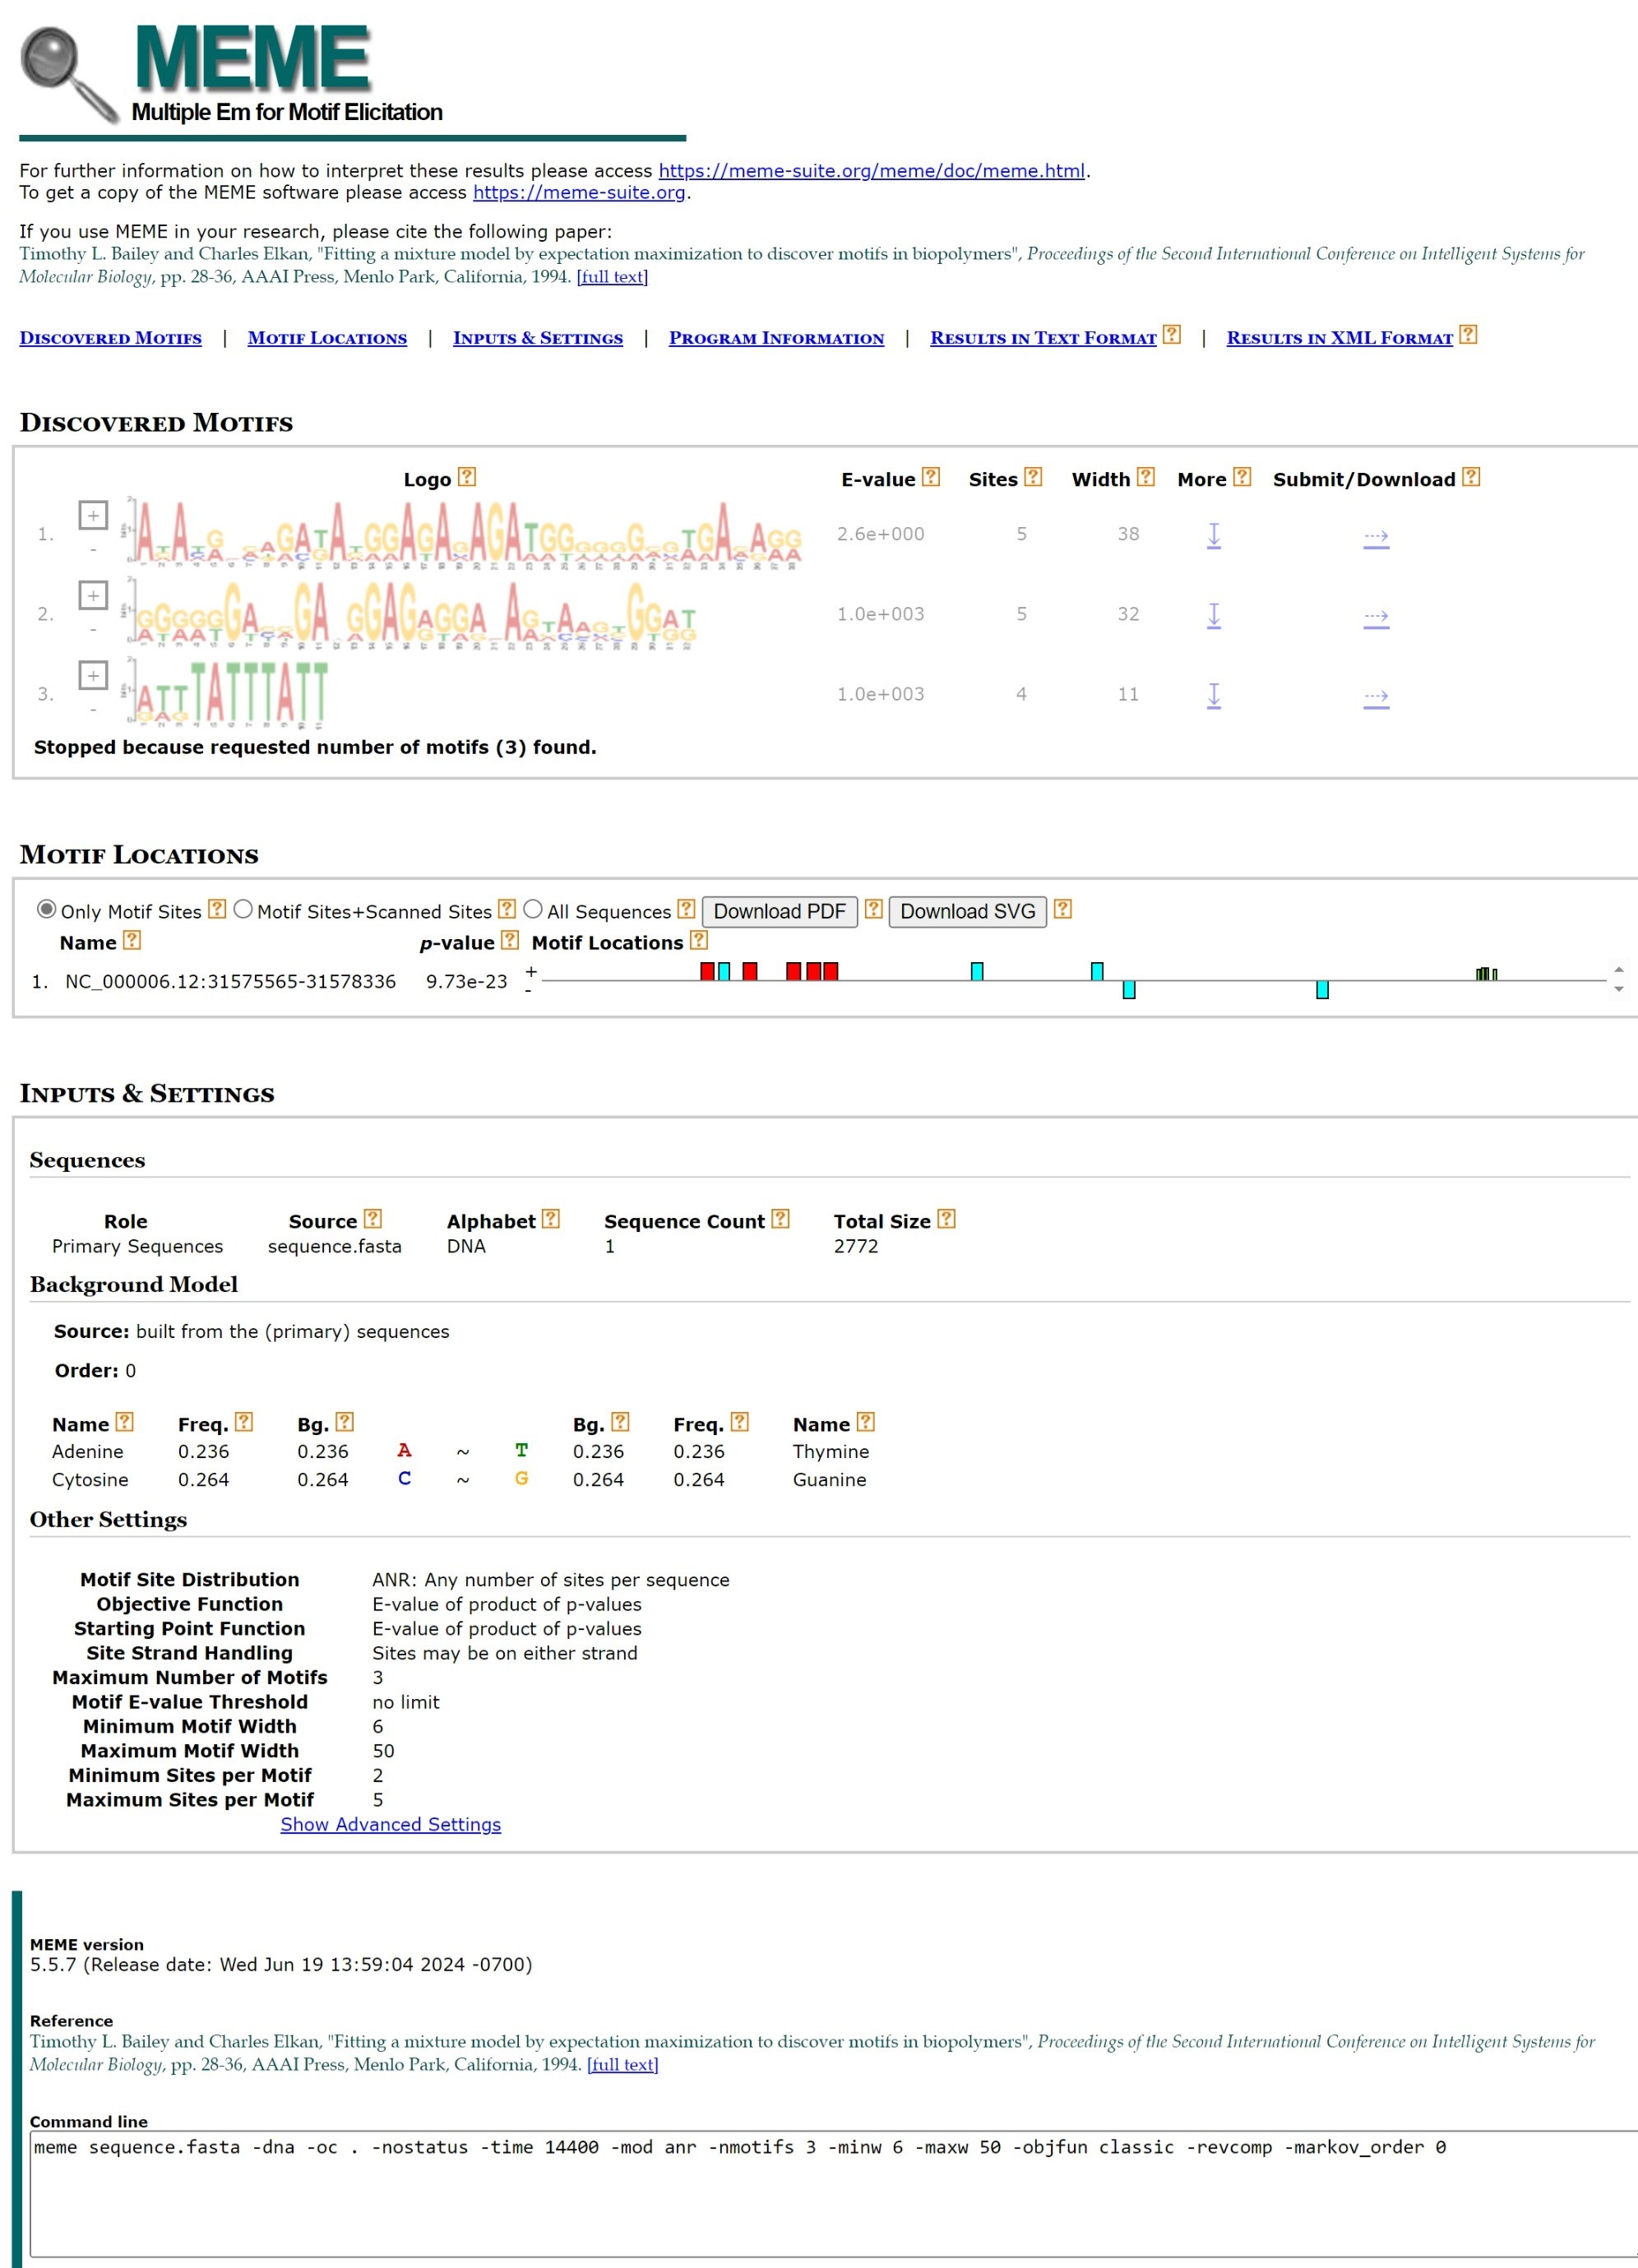 MEME
Multiple Em for Motif Elicitation
For further information on how to interpret these results please access https://meme-suite.org/meme/doc/meme.html.
To get a copy of the MEME software please access https://meme-suite.org.
If you use MEME in your research, please cite the following paper:
Timothy L. Bailey and Charles Elkan, "Fitting a mixture model by expectation maximization to discover motifs in biopolymers", Proceedings of the Second International Conference on Intelligent Systems for
Molecular Biology, pp. 28-36, AAAI Press, Menlo Park, California, 1994. [full text]
Discovered Motifs | Motif Locations | Inputs & Settings | Program Information | Results in Text Format ? | Results in XML Format ?
Discovered Motifs
Logo ? E-value ? Sites ? Width ? More ? Submit/Download ?
1. + - 2.6e+000 5 38
2. + - 1.0e+003 5 32
3. + - TATTTATT 1.0e+003 4 11
Stopped because requested number of motifs (3) found.
Motif Locations
Only Motif Sites ? Motif Sites+Scanned Sites ? All Sequences ? Download PDF ? Download SVG ?
Name ? p-value ? Motif Locations ?
1. NC_000006.12:31575565-31578336 9.73e-23 + -
Inputs & Settings
Sequences
Role Source ? Alphabet ? Sequence Count ? Total Size ?
Primary Sequences sequence.fasta DNA 1 2772
Background Model
Source: built from the (primary) sequences
Order: 0
Name ? Freq. ? Bg. ? Bg. ? Freq. ? Name ?
Adenine 0.236 0.236 A ~ T 0.236 0.236 Thymine
Cytosine 0.264 0.264 C ~ G 0.264 0.264 Guanine
Other Settings
Motif Site Distribution ANR: Any number of sites per sequence
Objective Function E-value of product of p-values
Starting Point Function E-value of product of p-values
Site Strand Handling Sites may be on either strand
Maximum Number of Motifs 3
Motif E-value Threshold no limit
Minimum Motif Width 6
Maximum Motif Width 50
Minimum Sites per Motif 2
Maximum Sites per Motif 5
Show Advanced Settings
MEME version
5.5.7 (Release date: Wed Jun 19 13:59:04 2024 -0700)
Reference
Timothy L. Bailey and Charles Elkan, "Fitting a mixture model by expectation maximization to discover motifs in biopolymers", Proceedings of the Second International Conference on Intelligent Systems for
Molecular Biology, pp. 28-36, AAAI Press, Menlo Park, California, 1994. [full text]
Command line
meme sequence.fasta -dna -oc . -nostatus -time 14400 -mod anr -nmotifs 3 -minw 6 -maxw 50 -objfun classic -revcomp -markov_order 0